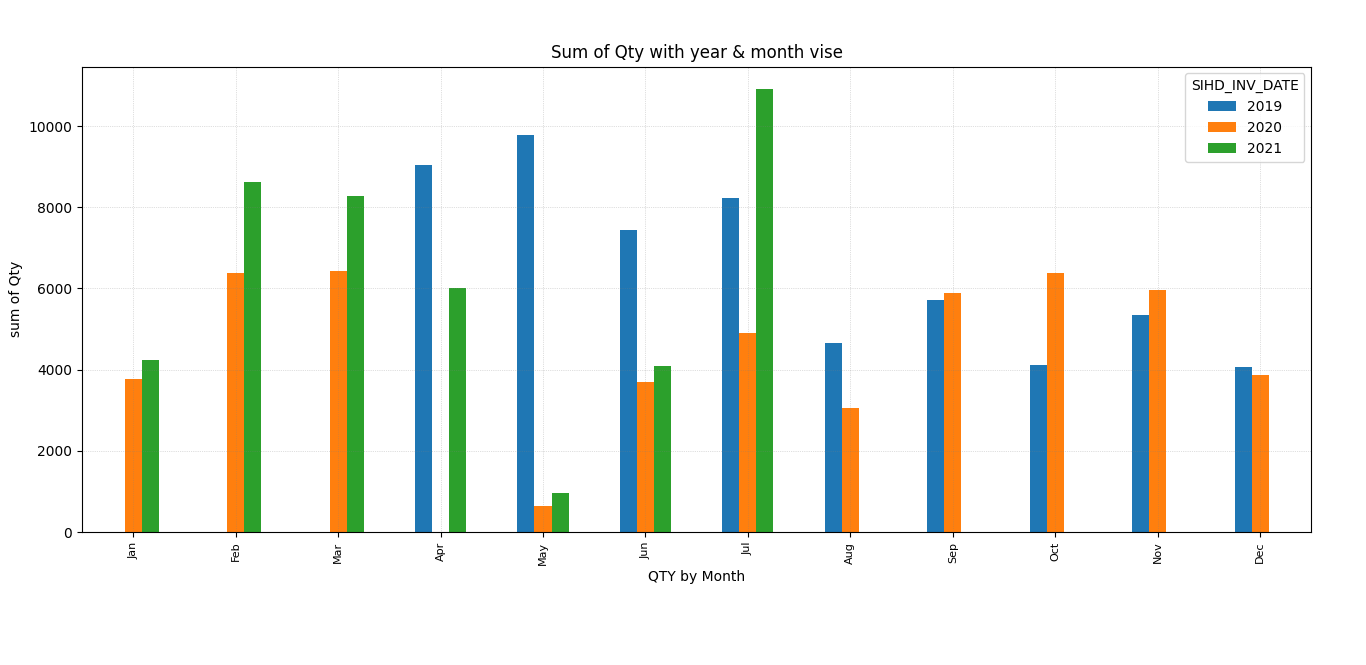 Sum of Qty with year & month vise
SIHD_INV_DATE
2019
2020
2021
sum of Qty
10000
8000
6000
4000
2000
0
Jan
Feb
Mar
Apr
May
Jun
Jul
Aug
Sep
Oct
Nov
Dec
QTY by Month